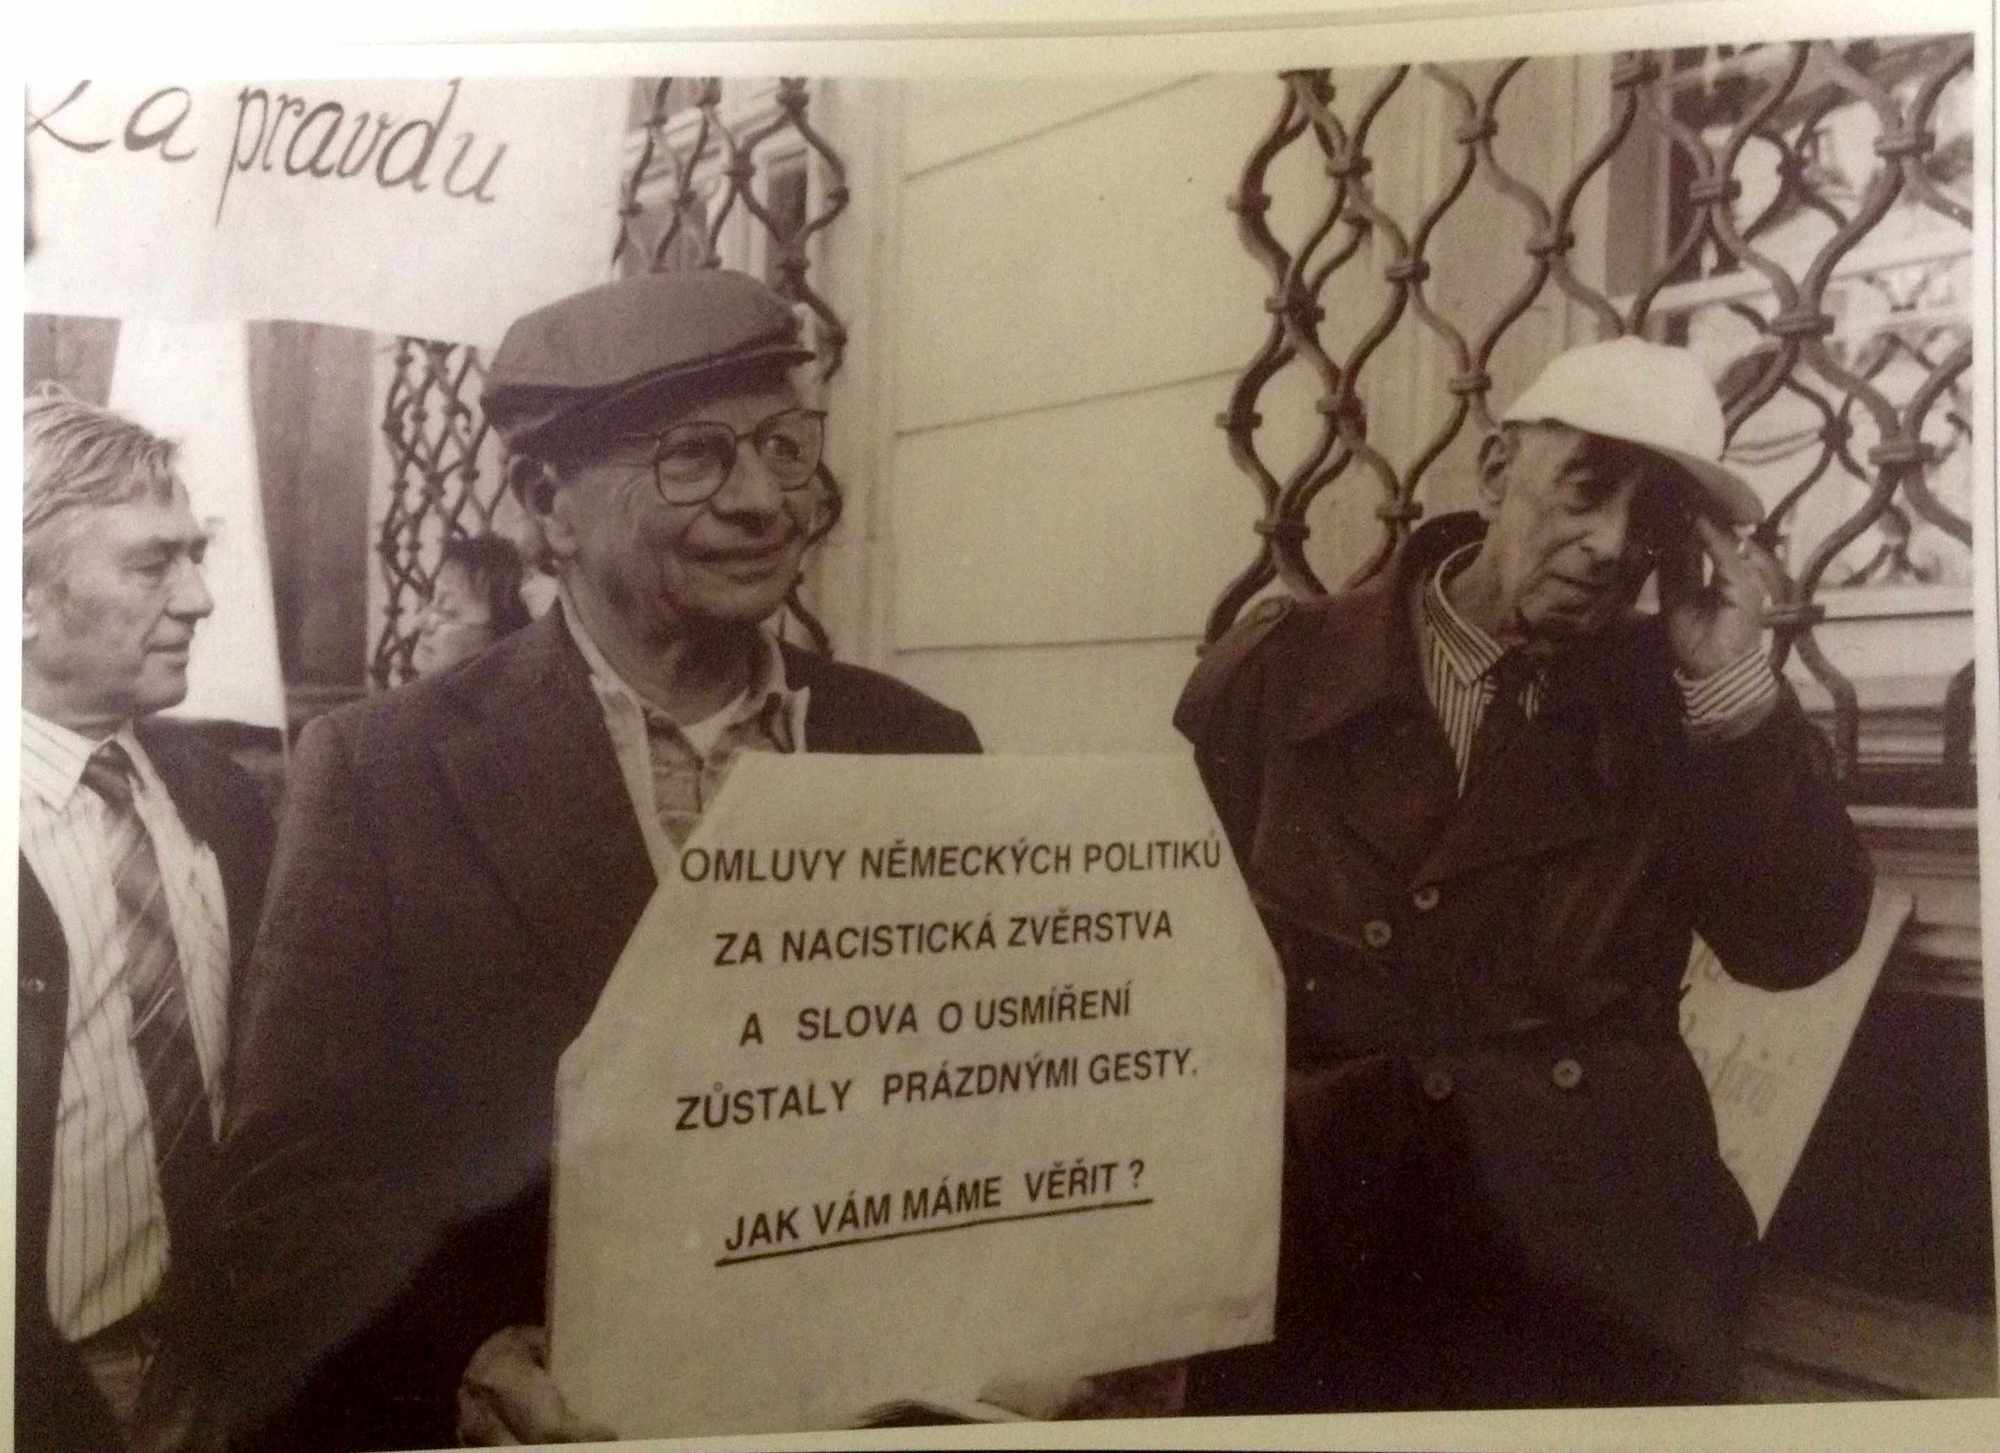 Za pravdu
OMLUVY NĚMECKÝCH POLITIKŮ
ZA NACISTICKÁ ZVĚRSTVA
A SLOVA O USMÍŘENÍ
ZŮSTALY PRÁZDNÝMI GESTY.
JAK VÁM MÁME VĚŘIT?